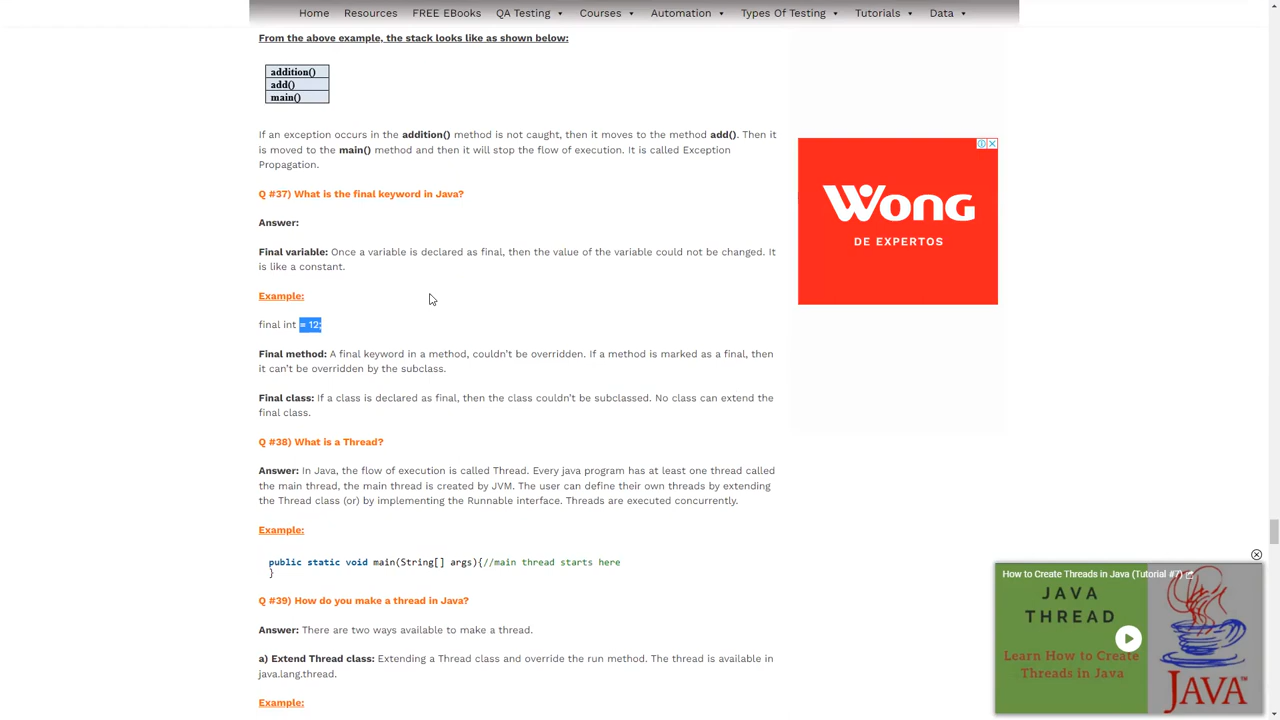 Home Resources FREE EBooks QA Testing Courses Automation Types Of Testing Tutorials Data
From the above example, the stack looks like as shown below:
addition()
add()
main()
If an exception occurs in the addition() method is not caught, then it moves to the method add(). Then it
is moved to the main() method and then it will stop the flow of execution. It is called Exception
Propagation.
Q #37) What is the final keyword in Java?
Answer:
Final variable: Once a variable is declared as final, then the value of the variable could not be changed. It
is like a constant.
Example:
final int = 12;
Final method: A final keyword in a method, couldn't be overridden. If a method is marked as a final, then
it can't be overridden by the subclass.
Final class: If a class is declared as final, then the class couldn't be subclassed. No class can extend the
final class.
Q #38) What is a Thread?
Answer: In Java, the flow of execution is called Thread. Every java program has at least one thread called
the main thread, the main thread is created by JVM. The user can define their own threads by extending
the Thread class (or) by implementing the Runnable interface. Threads are executed concurrently.
Example:
public static void main(String[] args){//main thread starts here
}
Q #39) How do you make a thread in Java?
Answer: There are two ways available to make a thread.
a) Extend Thread class: Extending a Thread class and override the run method. The thread is available in
java.lang.thread.
Example:
Wong
DE EXPERTOS
How to Create Threads in Java (Tutorial #7)
JAVA
THREAD
Learn How to Create
Threads in Java
JAVA™